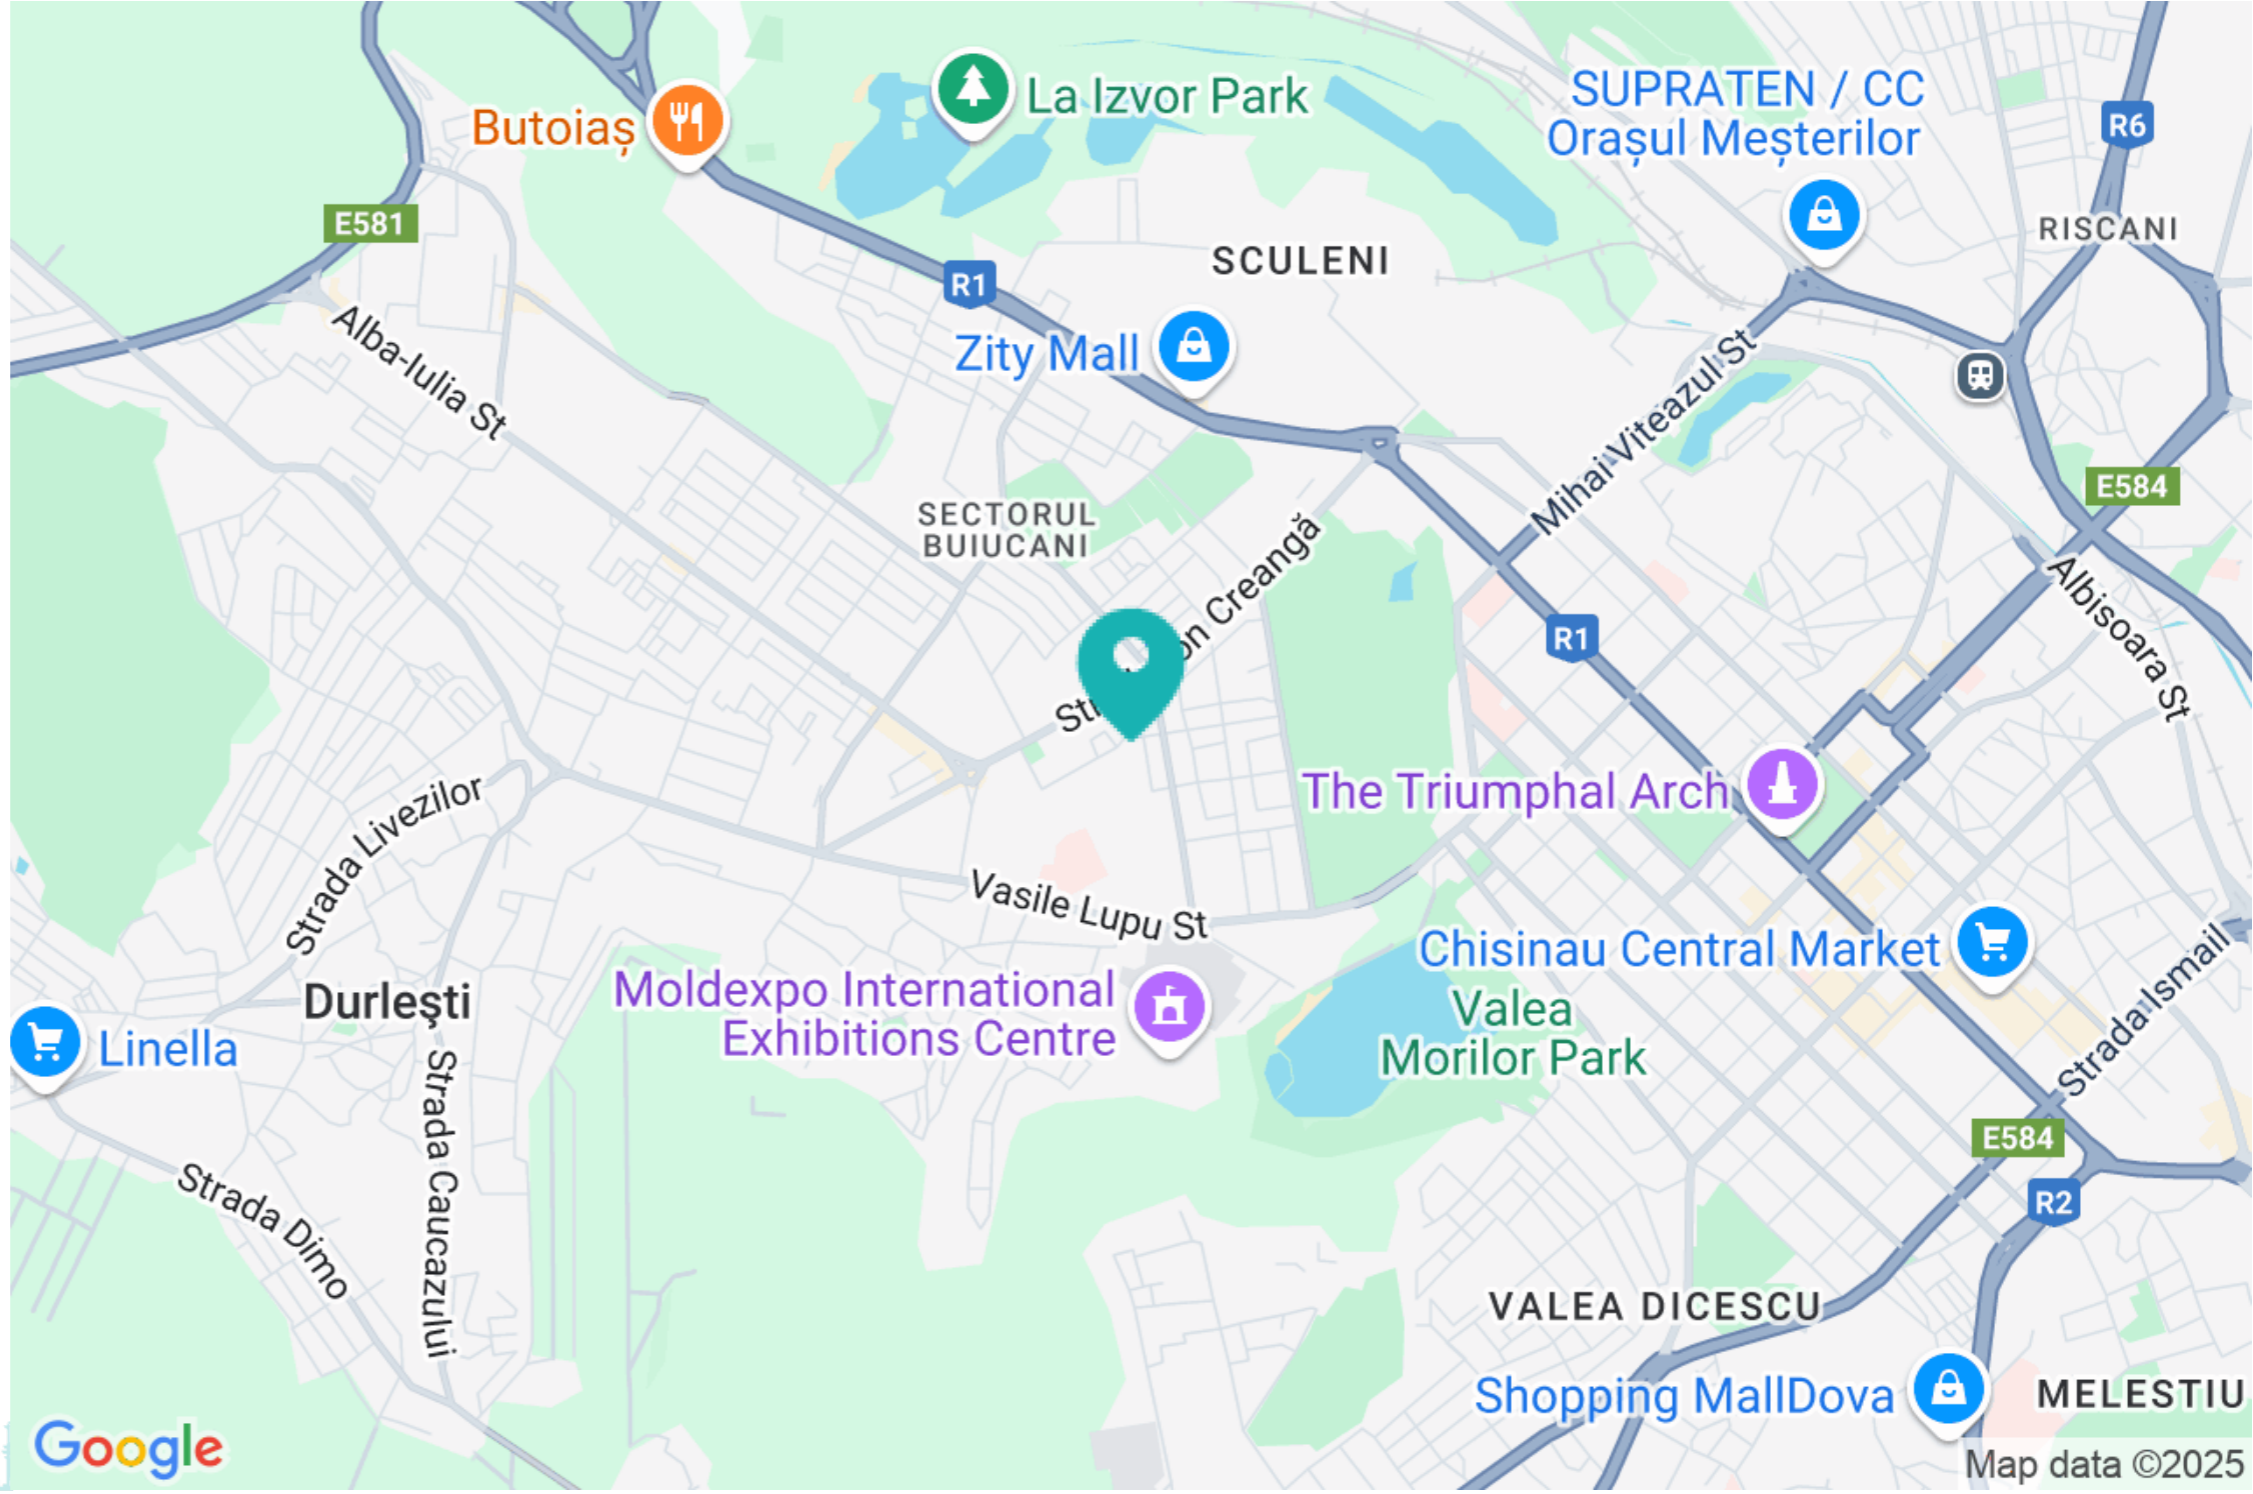 Butoiaș
La Izvor Park
SUPRATEN / CC
Orașul Meșterilor
R6
E581
RISCANI
SCULENI
R1
Zity Mall
Alba-Iulia St
Mihai Viteazul St
E584
SECTORUL
BUIUCANI
on Creangă
St
R1
Albisoara St
The Triumphal Arch
Strada Livezilor
Vasile Lupu St
Chisinau Central Market
Strada Ismail
Durlești
Moldexpo International
Exhibitions Centre
Valea
Morilor Park
Linella
Strada Caucazului
Strada Dimo
E584
R2
VALEA DICESCU
Shopping MallDova
MELESTIU
Google
Map data ©2025